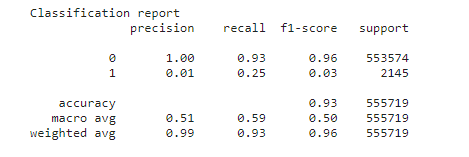 Classification report
precision recall f1-score support
0 1.00 0.93 0.96 553574
1 0.01 0.25 0.03 2145
accuracy 0.93 555719
macro avg 0.51 0.59 0.50 555719
weighted avg 0.99 0.93 0.96 555719